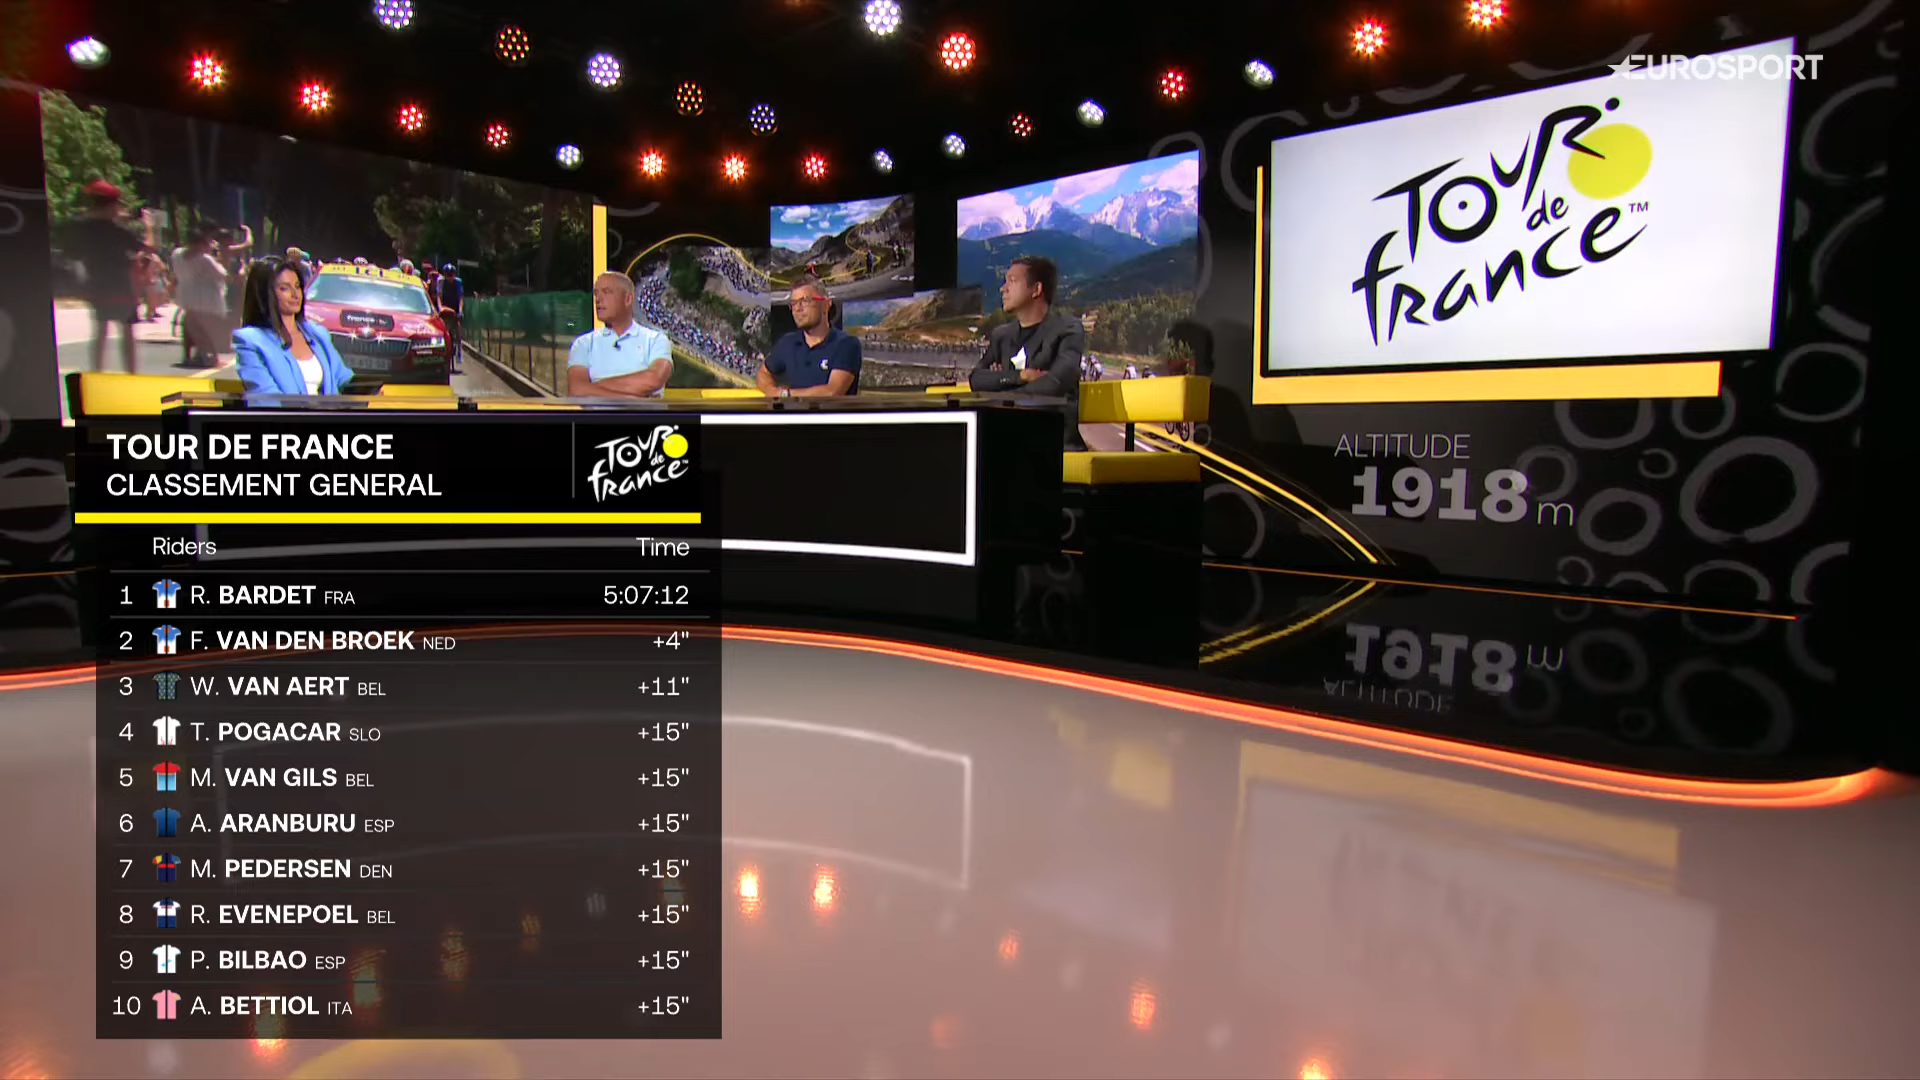 EUROSPORT
TOUR
de
france™
ALTITUDE
1918 m
TOUR DE FRANCE
CLASSEMENT GENERAL
TOUR
de
france™
Riders Time
1 R. BARDET FRA 5:07:12
2 F. VAN DEN BROEK NED +4"
3 W. VAN AERT BEL +11"
4 T. POGACAR SLO +15"
5 M. VAN GILS BEL +15"
6 A. ARANBURU ESP +15"
7 M. PEDERSEN DEN +15"
8 R. EVENEPOEL BEL +15"
9 P. BILBAO ESP +15"
10 A. BETTIOL ITA +15"